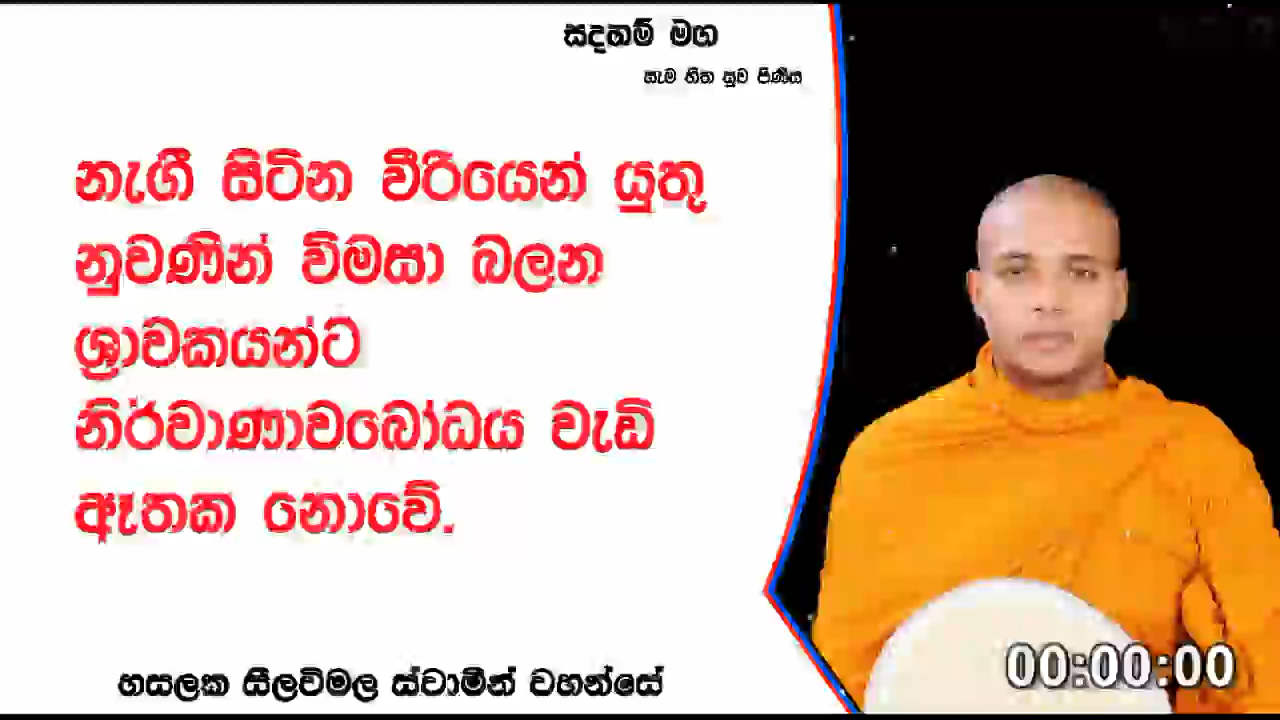 සදහම් මග
සැම හිත සුව පිණිස
නැගී සිටින වීරියෙන් යුතු
නුවණින් විමසා බලන
ශ්‍රාවකයන්ට
නිර්වාණාවබෝධය වැඩි
ඈතක නොවේ.
හසලක සීලවිමල ස්වාමීන් වහන්සේ
00:00:00